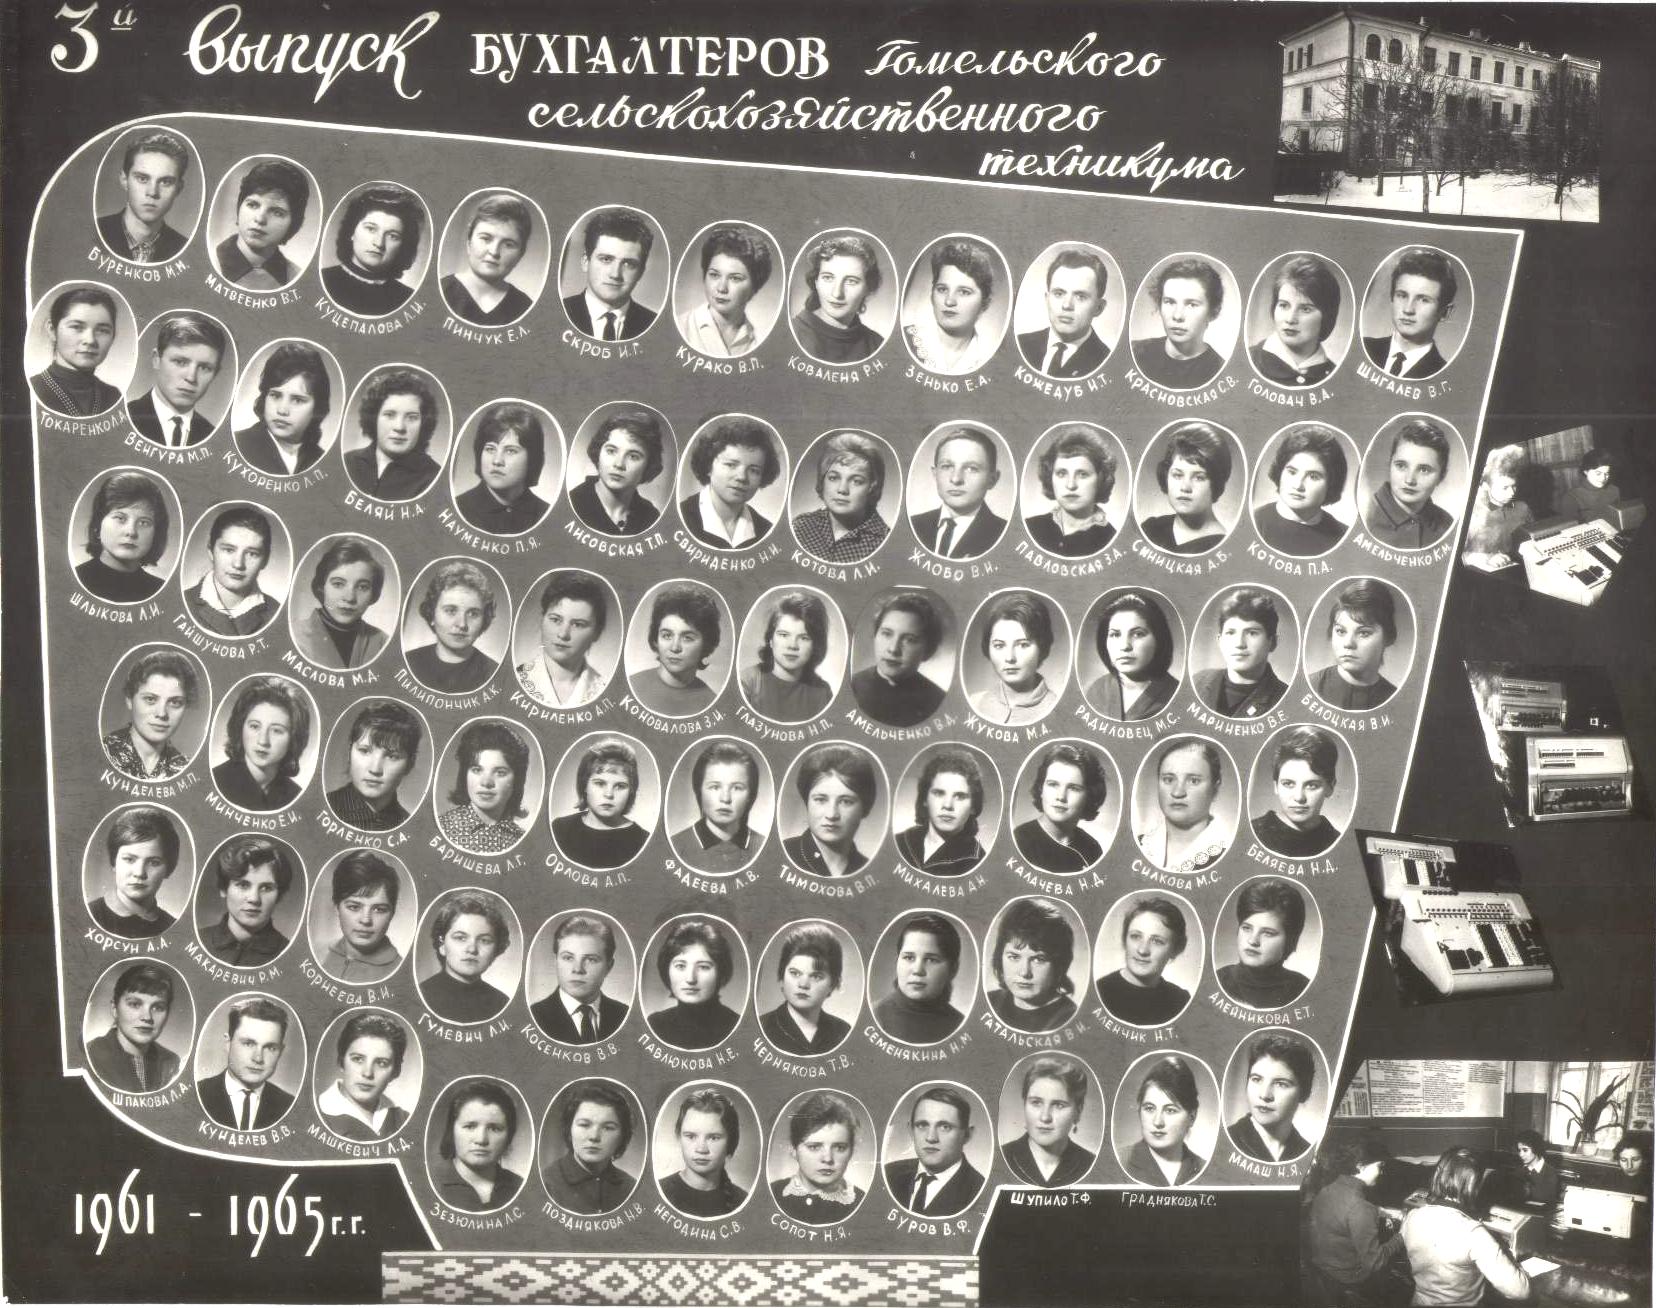 3й Выпуск БУХГАЛТЕРОВ Гомельского
сельскохозяйственного
техникума
БУРЕНКОВ М.М.
МАТВЕЕНКО В.Т.
КУЦЕПАЛОВА Л.И.
ПИНЧУК Е.Л.
СКРОБ И.Г.
КУРАКО В.П.
КОВАЛЕНЯ Р.Н.
ЗЕНЬКО Е.А.
КОЖЕДУБ И.Т.
КРАСНОВСКАЯ С.В.
ГОЛОВАЧ В.А.
ШИГАЛЕВ В.Г.
ТОКАРЕНКО Л.
ВЕНГУРА М.П.
КУХОРЕНКО Л.П.
БЕЛЯЙ Н.А.
НАУМЕНКО П.Я.
ЛИСОВСКАЯ Т.П.
СВИРИДЕНКО Н.И.
КОТОВА Л.И.
ЖЛОБО В.И.
ПАВЛОВСКАЯ З.А.
СИНИЦКАЯ А.Б.
КОТОВА П.А.
АМЕЛЬЧЕНКО К.М.
ШЛЫКОВА Л.И.
ГАЙШУНОВА Р.Т.
МАСЛОВА М.Д.
ПИЛИПОНЧИК А.К.
КИРИЛЕНКО А.П.
КОНОВАЛОВА З.И.
ГЛАЗУНОВА Н.П.
АМЕЛЬЧЕНКО В.Д.
ЖУКОВА М.А.
РАДИЛОВЕЦ М.С.
МАРИНЕНКО В.Е.
БЕЛОЦКАЯ В.И.
КУНДЕЛЕВА М.П.
МИНЧЕНКО Е.И.
ГОРЛЕНКО С.А.
БАРИШЕВА Л.Г.
ОРЛОВА А.П.
ФАДЕЕВА Л.В.
ТИМОХОВА В.П.
МИХАЛЕВА А.Н
КАЛАЧЕВА Н.Д.
СИЛКОВА М.С.
БЕЛЯЕВА Н.Д.
ХОРСУН А.А.
МАКАРЕВИЧ Р.М.
КОРНЕЕВА В.И.
ГУЛЕВИЧ Л.И.
КОСЕНКОВ В.В.
ПАВЛЮКОВА Н.Е.
ЧЕРНЯКОВА Т.В.
СЕМЕНЯКИНА Н.М
ГАТАЛЬСКАЯ В.И.
АЛЕНЧИК Н.Т.
АЛЕЙНИКОВА Е.Т.
ШПАКОВА Л.А.
КУНДЕЛЕВ В.В.
МАШКЕВИЧ Л.Д.
ЗЕЗЮЛИНА Л.С.
ПОЗДНЯКОВА Н.В.
НЕГОДИНА С.В.
СОПОТ Н.Я.
БУРОВ В.Ф.
ШУПИЛО Т.Ф.
ГРАДНЯКОВА Т.С.
МАЛАШ Н.Я.
1961 - 1965 г.г.